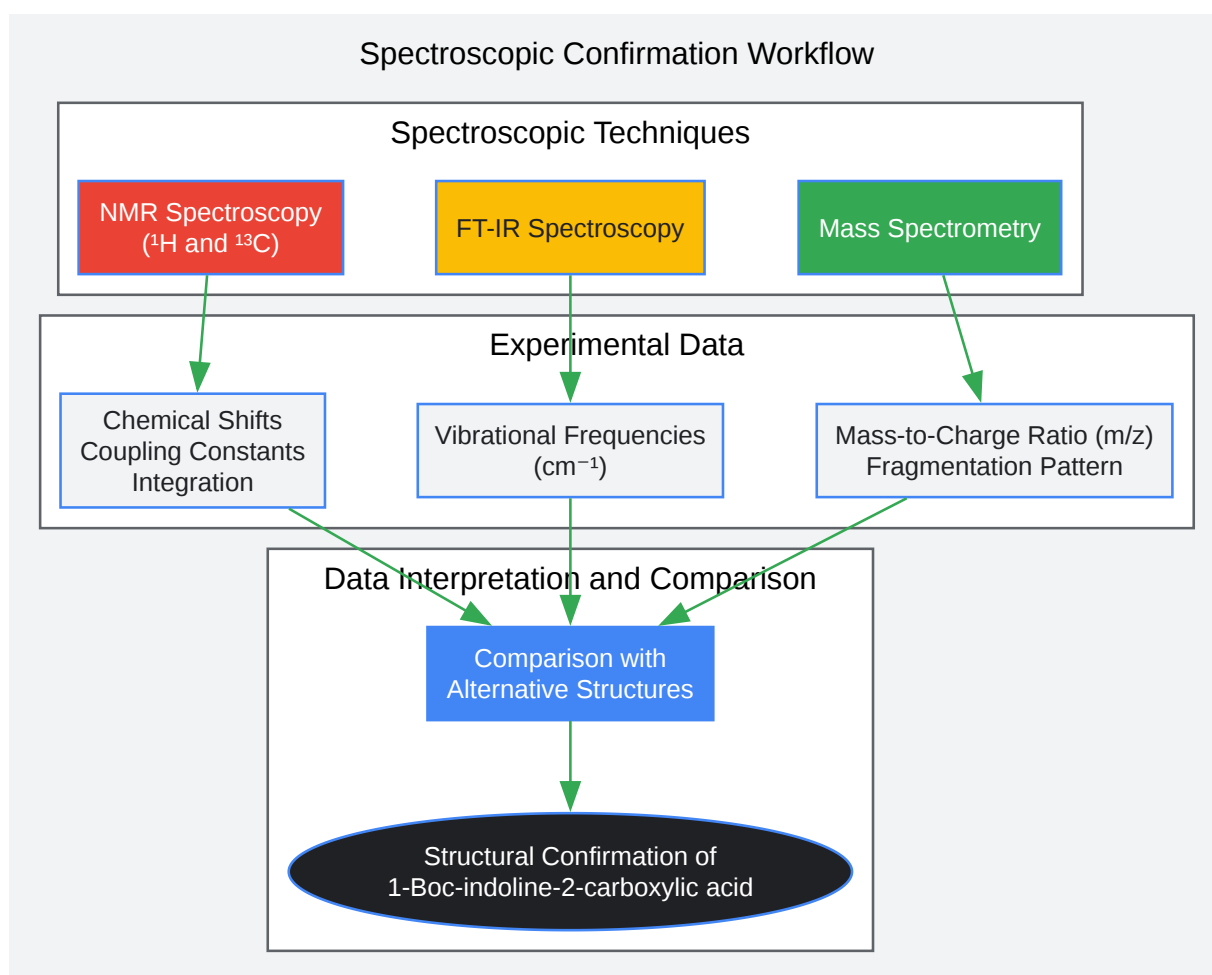 Spectroscopic Confirmation Workflow
Spectroscopic Techniques
NMR Spectroscopy
(¹H and ¹³C)
FT-IR Spectroscopy
Mass Spectrometry
Experimental Data
Chemical Shifts
Coupling Constants
Integration
Vibrational Frequencies
(cm⁻¹)
Mass-to-Charge Ratio (m/z)
Fragmentation Pattern
Data Interpretation and Comparison
Comparison with
Alternative Structures
Structural Confirmation of
1-Boc-indoline-2-carboxylic acid